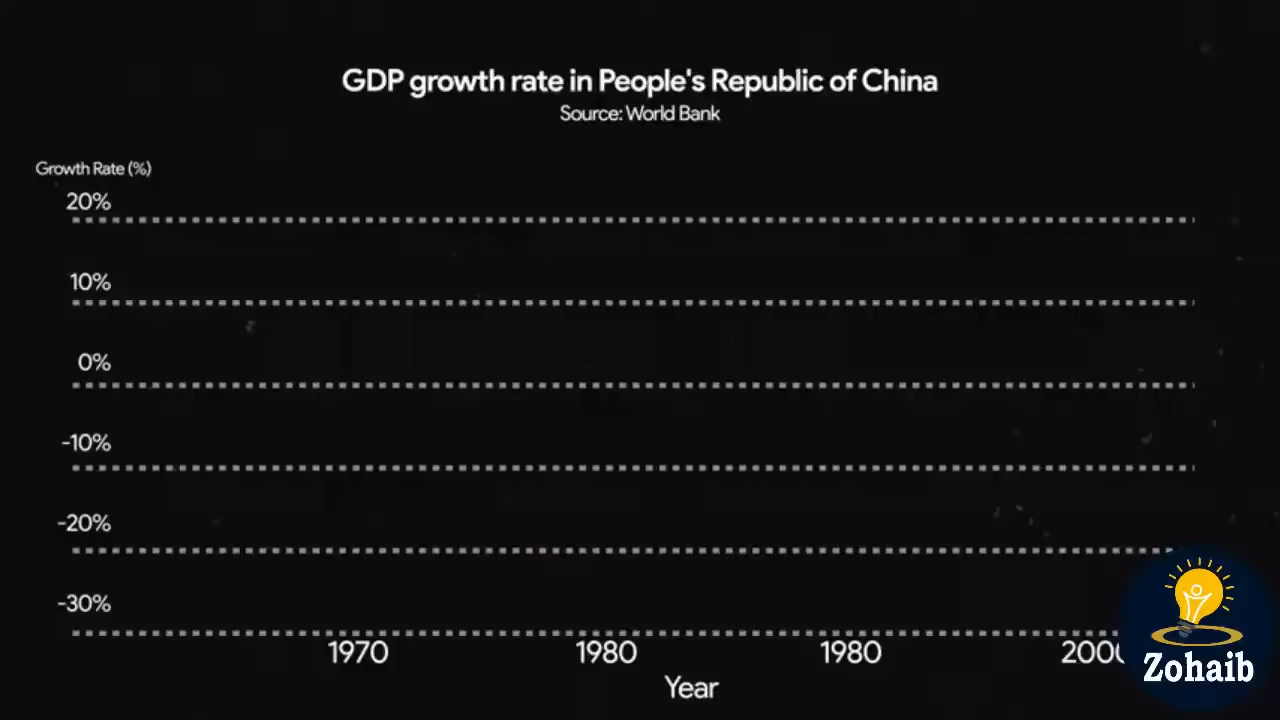 GDP growth rate in People's Republic of China
Source: World Bank
Growth Rate (%)
20%
10%
0%
-10%
-20%
-30%
1970 1980 1980 2000
Year
Zohaib